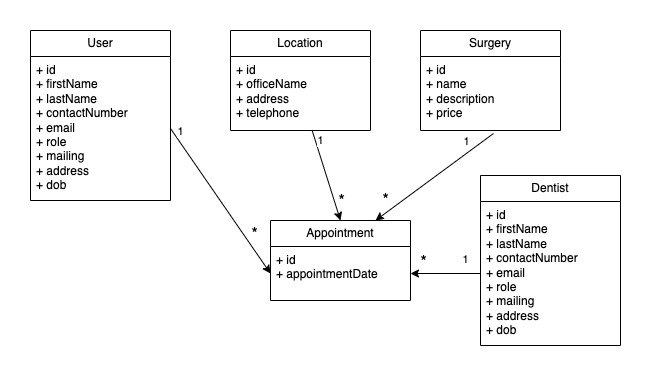 User
+ id
+ firstName
+ lastName
+ contactNumber
+ email
+ role
+ mailing
+ address
+ dob
Location
+ id
+ officeName
+ address
+ telephone
Surgery
+ id
+ name
+ description
+ price
1
1
1
*
*
*
Appointment
+ id
+ appointmentDate
*
1
Dentist
+ id
+ firstName
+ lastName
+ contactNumber
+ email
+ role
+ mailing
+ address
+ dob